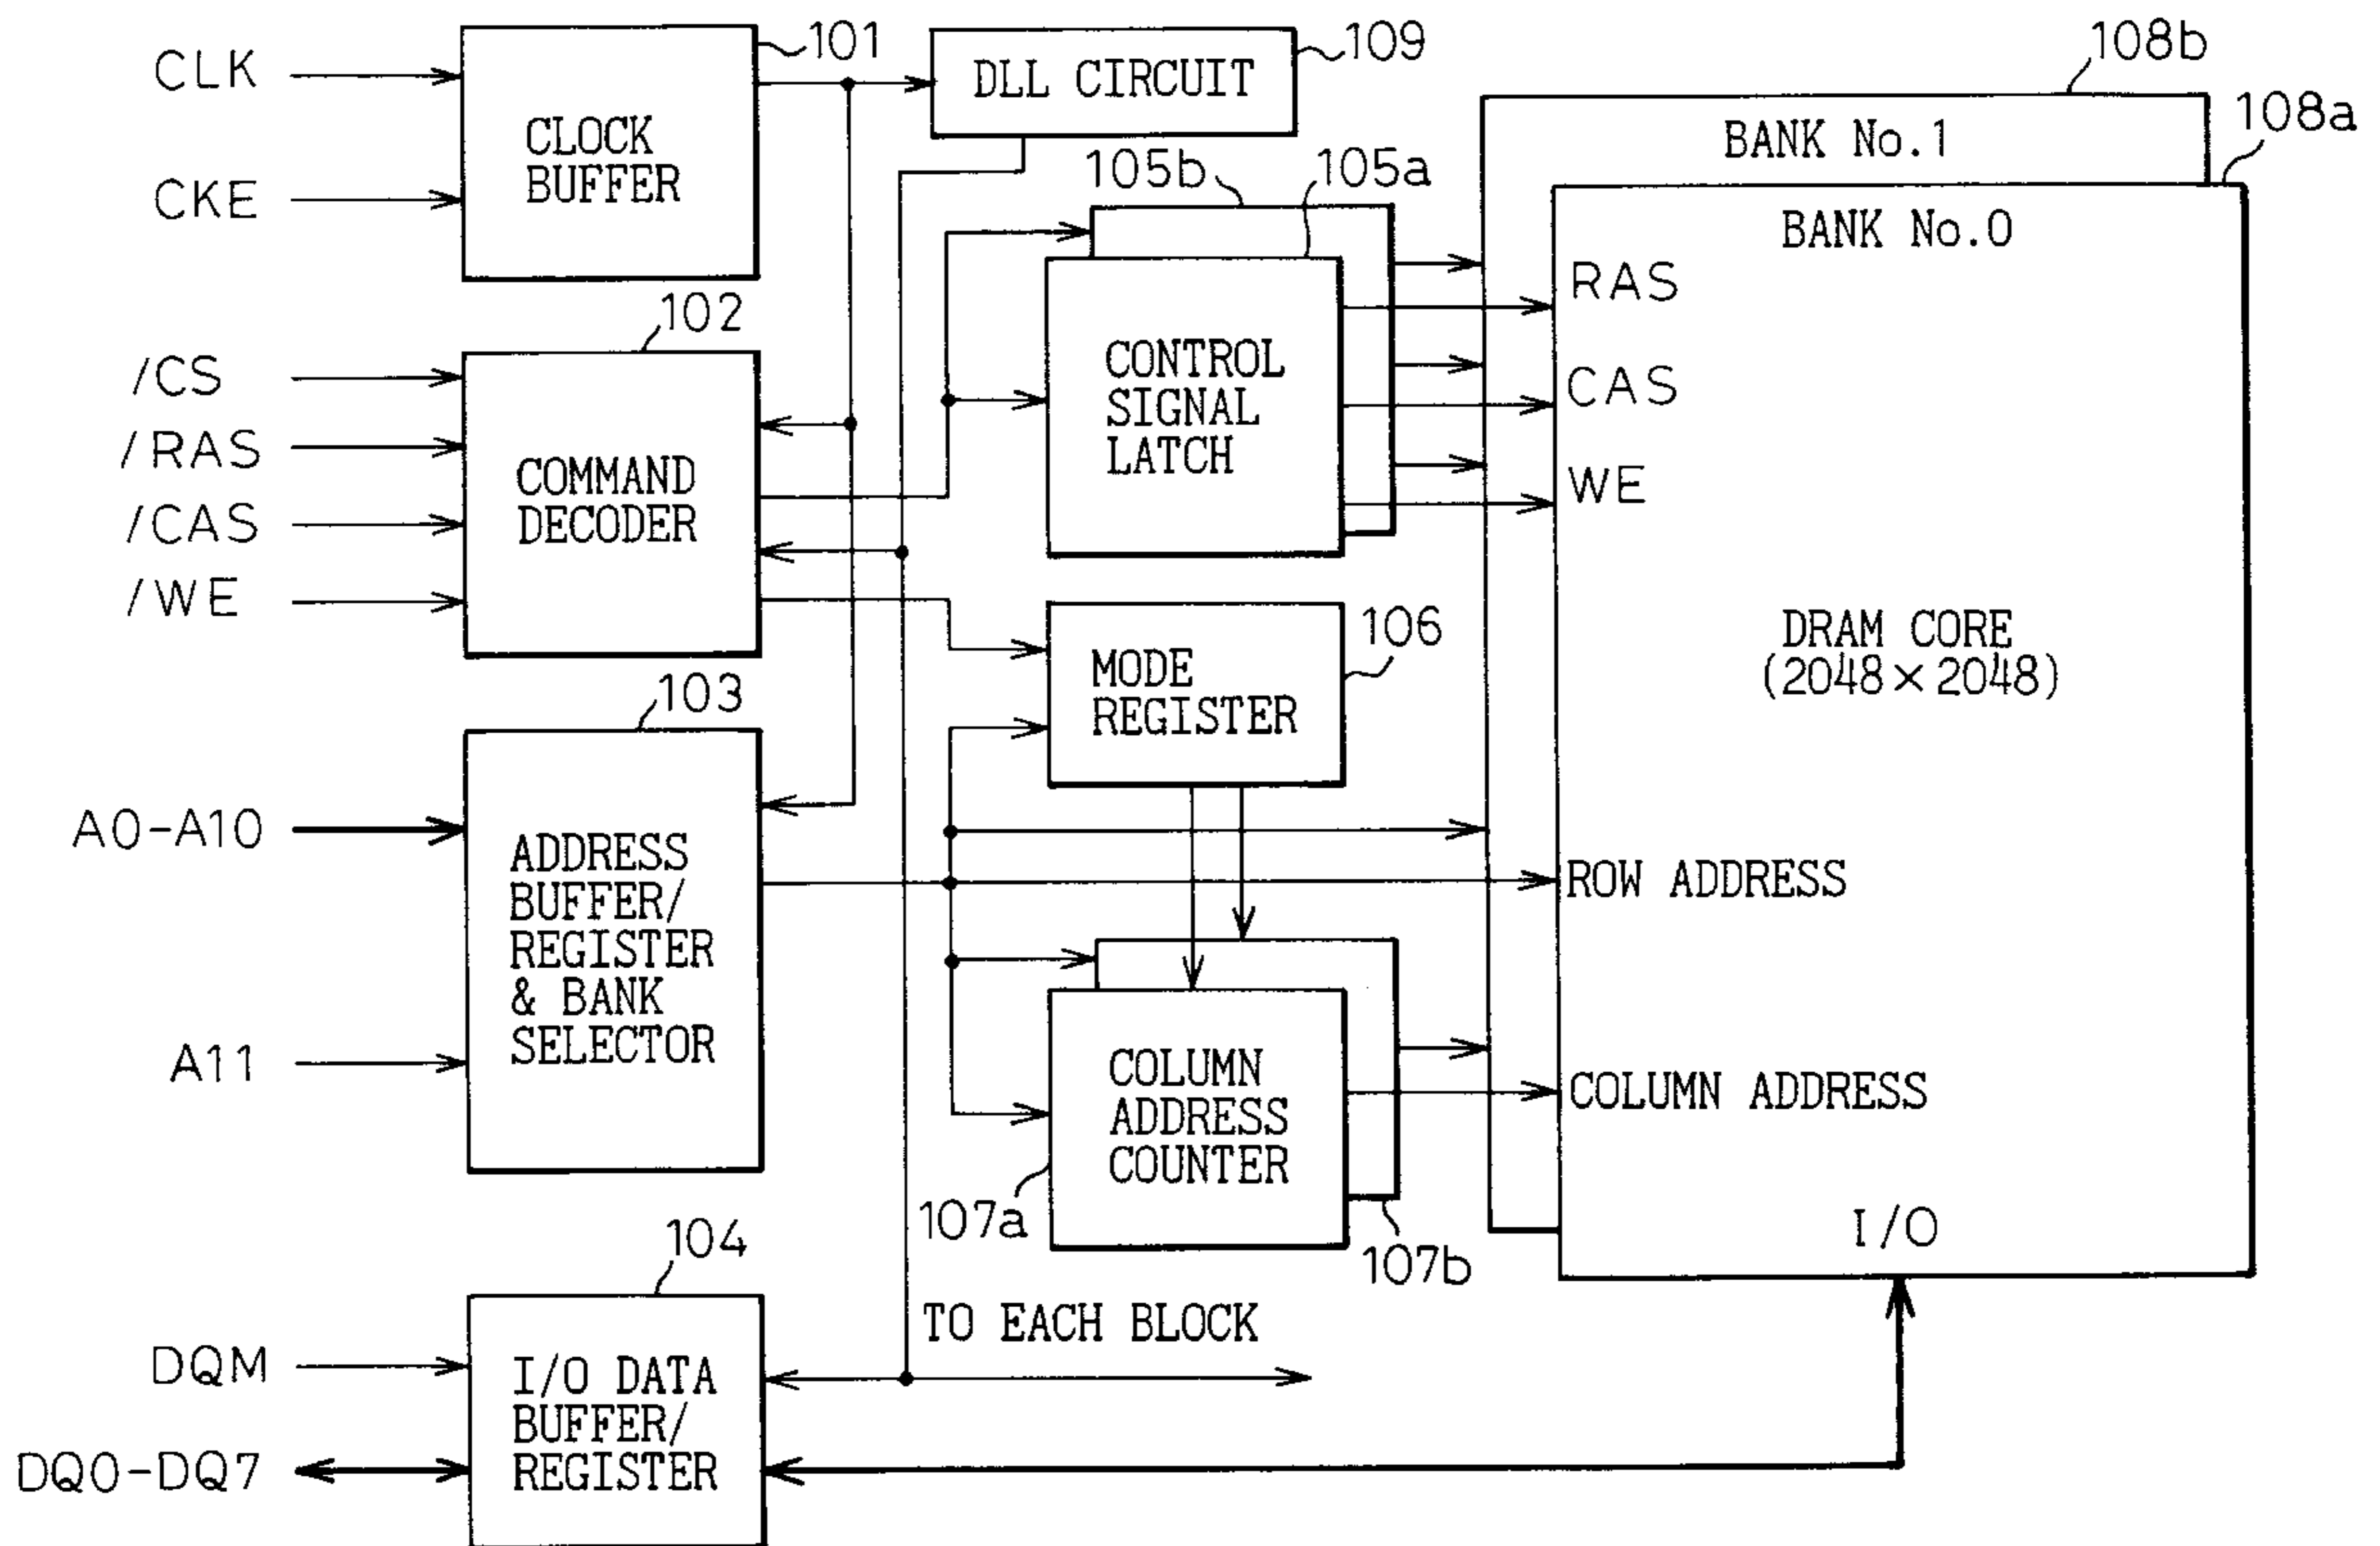 CLK
CKE
CLOCK
BUFFER
101
DLL CIRCUIT
109
/CS
/RAS
/CAS
/WE
COMMAND
DECODER
102
A0-A10
A11
ADDRESS
BUFFER/
REGISTER
& BANK
SELECTOR
103
DQM
DQ0-DQ7
I/O DATA
BUFFER/
REGISTER
104
105b
105a
CONTROL
SIGNAL
LATCH
MODE
REGISTER
106
COLUMN
ADDRESS
COUNTER
107a
107b
TO EACH BLOCK
108b
108a
BANK No.1
BANK No.0
RAS
CAS
WE
DRAM CORE
(2048×2048)
ROW ADDRESS
COLUMN ADDRESS
I/O